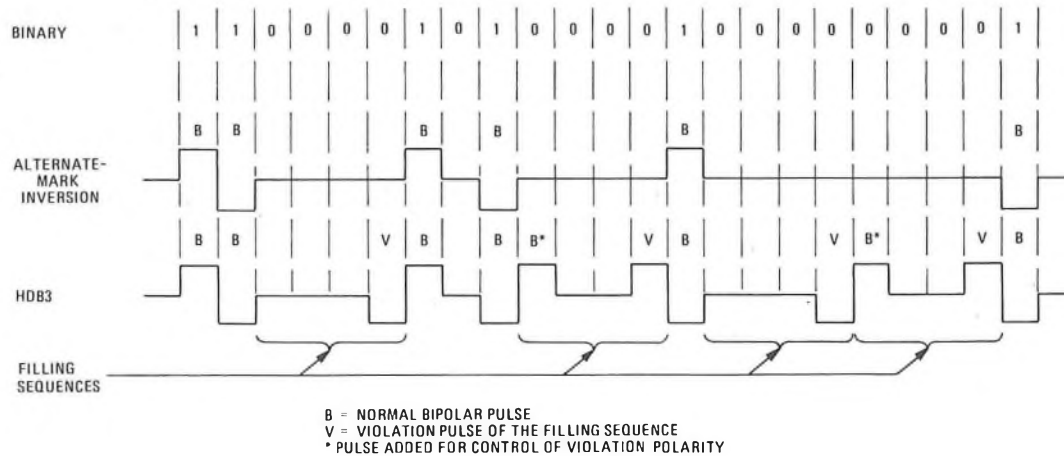 BINARY 1 1 0 0 0 0 1 0 1 0 0 0 0 1 0 0 0 0 0 0 0 0 1
B B B B B B
ALTERNATE-
MARK
INVERSION
B B V B B B* V B V B* V B
HDB3
FILLING
SEQUENCES
B = NORMAL BIPOLAR PULSE
V = VIOLATION PULSE OF THE FILLING SEQUENCE
* PULSE ADDED FOR CONTROL OF VIOLATION POLARITY